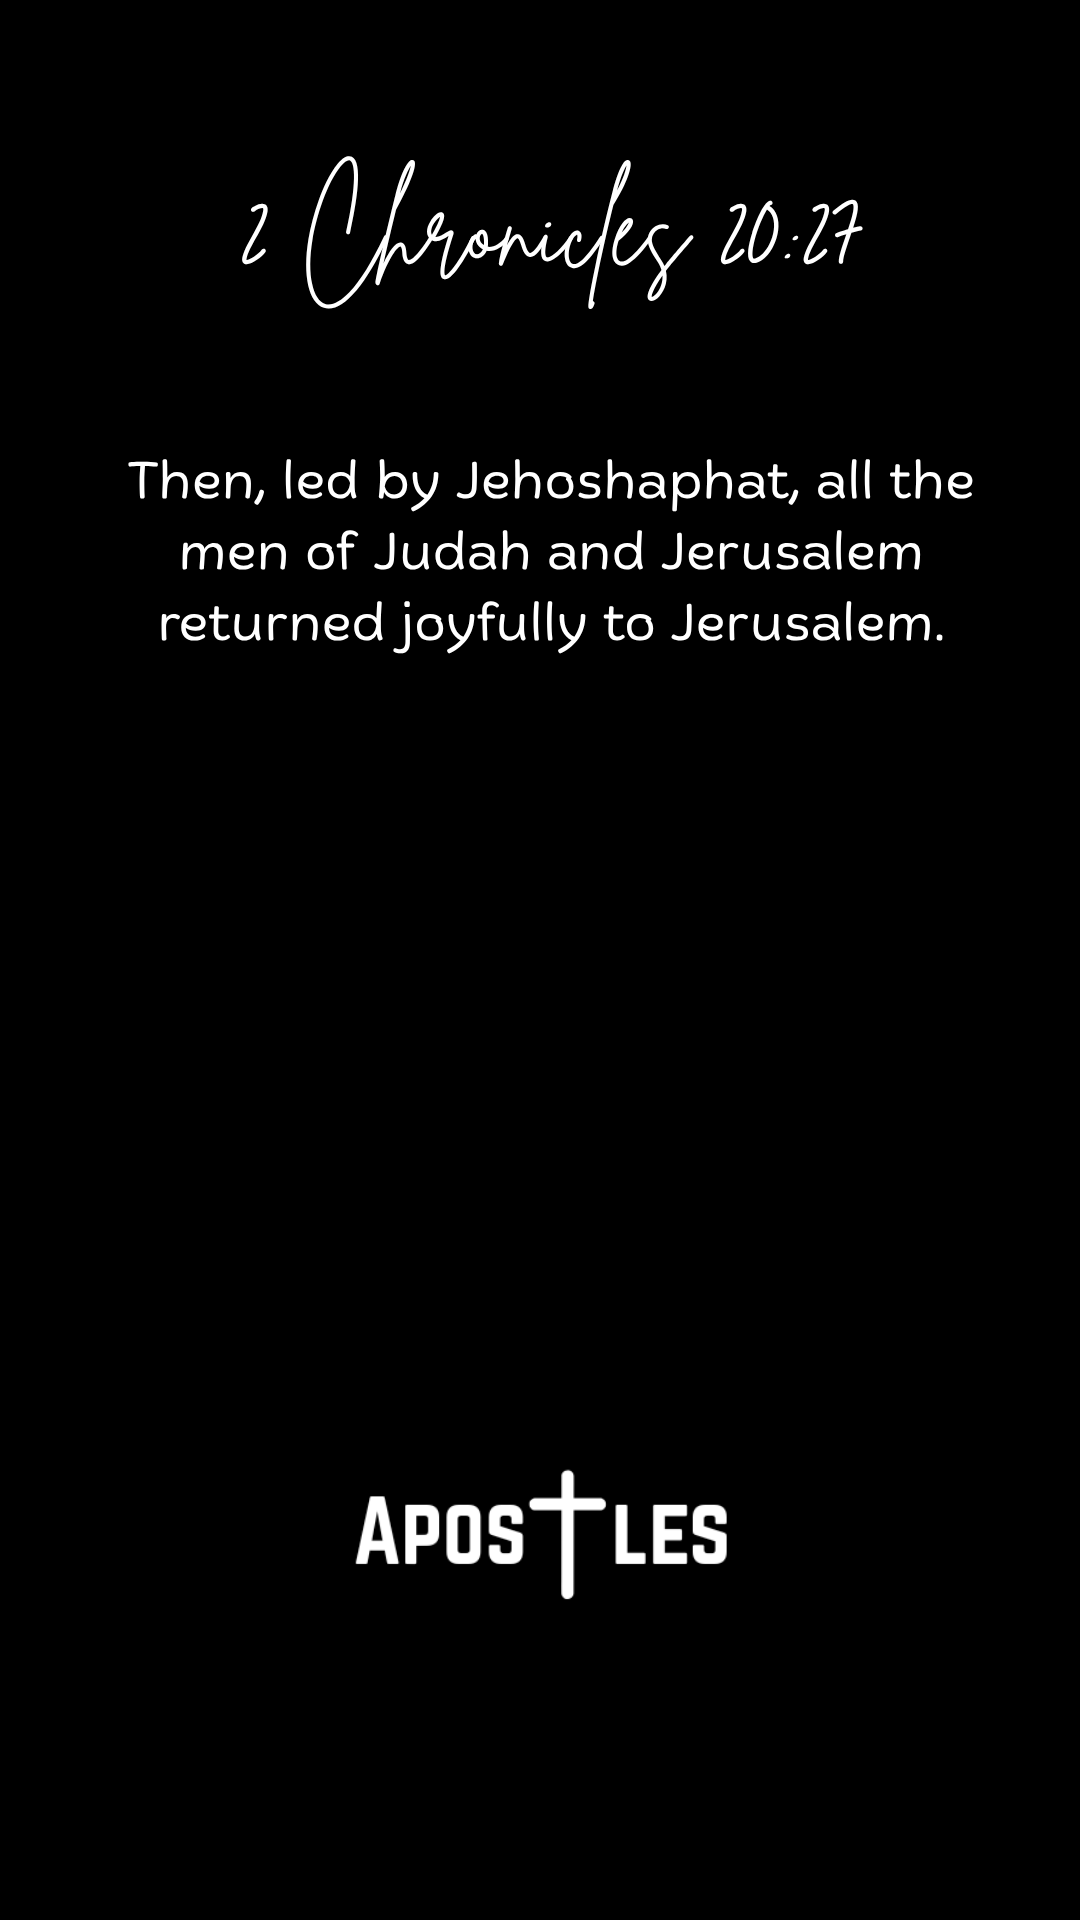 2 Chronicles 20:27
Then, led by Jehoshaphat, all the
men of Judah and Jerusalem
returned joyfully to Jerusalem.
APOSTLES